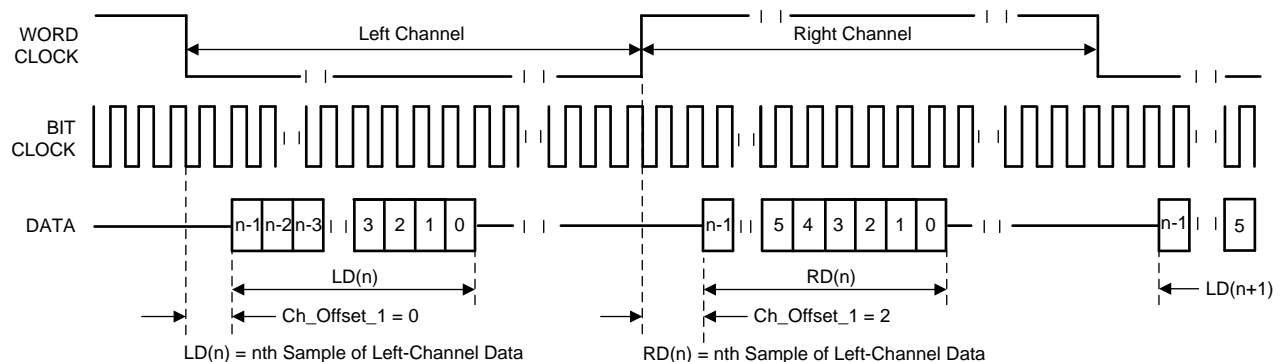 WORD
CLOCK
Left Channel
Right Channel
BIT
CLOCK
DATA
n-1 n-2 n-3 3 2 1 0
n-1 5 4 3 2 1 0
n-1 5
LD(n)
RD(n)
LD(n+1)
Ch_Offset_1 = 0
Ch_Offset_1 = 2
LD(n) = nth Sample of Left-Channel Data
RD(n) = nth Sample of Left-Channel Data